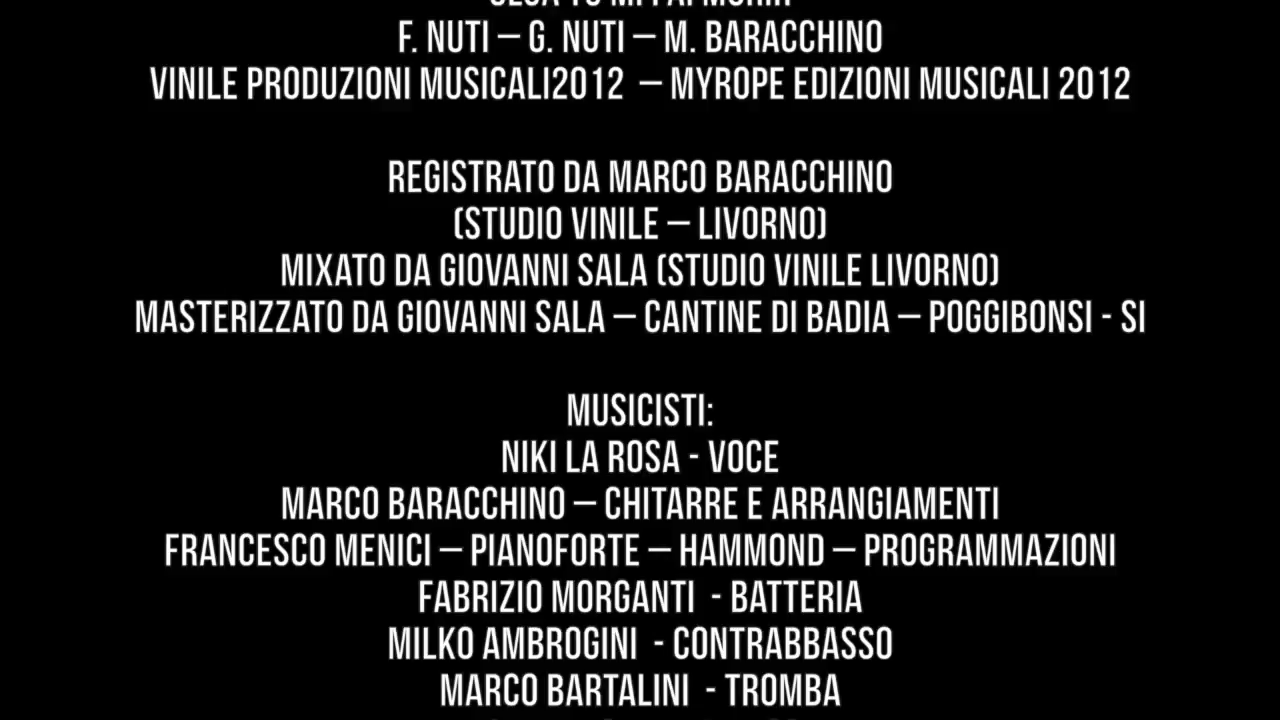 F. NUTI – G. NUTI – M. BARACCHINO
VINILE PRODUZIONI MUSICALI2012 – MYROPE EDIZIONI MUSICALI 2012
REGISTRATO DA MARCO BARACCHINO
(STUDIO VINILE – LIVORNO)
MIXATO DA GIOVANNI SALA (STUDIO VINILE LIVORNO)
MASTERIZZATO DA GIOVANNI SALA – CANTINE DI BADIA – POGGIBONSI - SI
MUSICISTI:
NIKI LA ROSA - VOCE
MARCO BARACCHINO – CHITARRE E ARRANGIAMENTI
FRANCESCO MENICI – PIANOFORTE – HAMMOND – PROGRAMMAZIONI
FABRIZIO MORGANTI - BATTERIA
MILKO AMBROGINI - CONTRABBASSO
MARCO BARTALINI - TROMBA